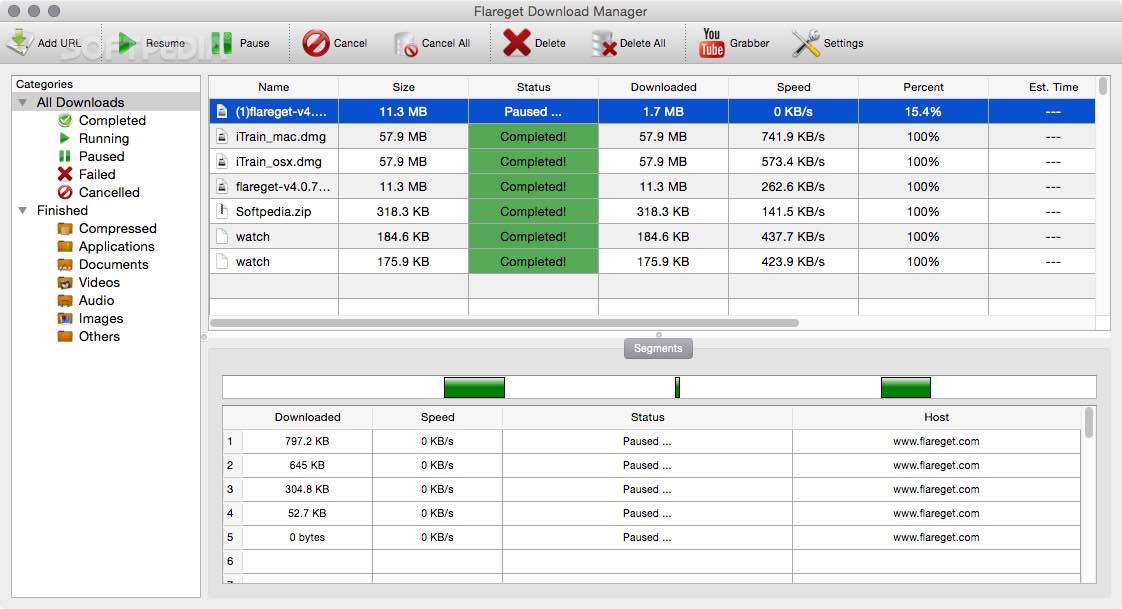 Flareget Download Manager
Add URL Resume Pause Cancel Cancel All Delete Delete All You Tube Grabber Settings
SOFTPEDIA
Categories
All Downloads
Completed
Running
Paused
Failed
Cancelled
Finished
Compressed
Applications
Documents
Videos
Audio
Images
Others
Name Size Status Downloaded Speed Percent Est. Time
(1)flareget-v4.... 11.3 MB Paused ... 1.7 MB 0 KB/s 15.4% ---
iTrain_mac.dmg 57.9 MB Completed! 57.9 MB 741.9 KB/s 100% ---
iTrain_osx.dmg 57.9 MB Completed! 57.9 MB 573.4 KB/s 100% ---
flareget-v4.0.7... 11.3 MB Completed! 11.3 MB 262.6 KB/s 100% ---
Softpedia.zip 318.3 KB Completed! 318.3 KB 141.5 KB/s 100% ---
watch 184.6 KB Completed! 184.6 KB 437.7 KB/s 100% ---
watch 175.9 KB Completed! 175.9 KB 423.9 KB/s 100% ---
Segments
Downloaded Speed Status Host
1 797.2 KB 0 KB/s Paused ... www.flareget.com
2 645 KB 0 KB/s Paused ... www.flareget.com
3 304.8 KB 0 KB/s Paused ... www.flareget.com
4 52.7 KB 0 KB/s Paused ... www.flareget.com
5 0 bytes 0 KB/s Paused ... www.flareget.com
6